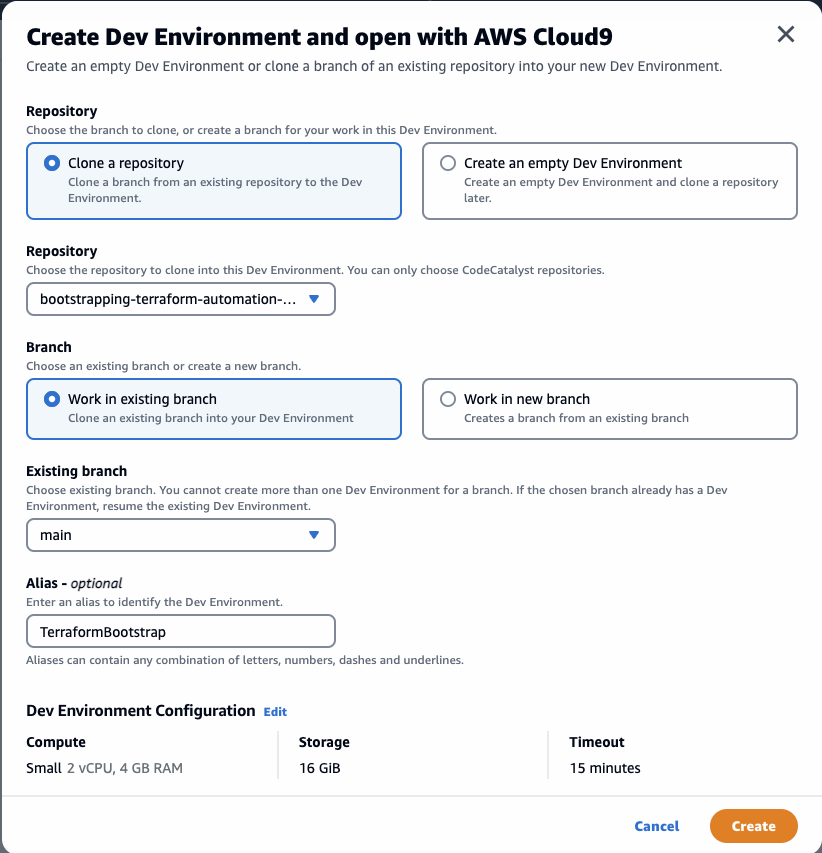 Create Dev Environment and open with AWS Cloud9
Create an empty Dev Environment or clone a branch of an existing repository into your new Dev Environment.
Repository
Choose the branch to clone, or create a branch for your work in this Dev Environment.
Clone a repository
Clone a branch from an existing repository to the Dev
Environment.
Create an empty Dev Environment
Create an empty Dev Environment and clone a repository
later.
Repository
Choose the repository to clone into this Dev Environment. You can only choose CodeCatalyst repositories.
bootstrapping-terraform-automation-...
Branch
Choose an existing branch or create a new branch.
Work in existing branch
Clone an existing branch into your Dev Environment
Work in new branch
Creates a branch from an existing branch
Existing branch
Choose existing branch. You cannot create more than one Dev Environment for a branch. If the chosen branch already has a Dev
Environment, resume the existing Dev Environment.
main
Alias - optional
Enter an alias to identify the Dev Environment.
TerraformBootstrap
Aliases can contain any combination of letters, numbers, dashes and underlines.
Dev Environment Configuration Edit
Compute
Small 2 vCPU, 4 GB RAM
Storage
16 GiB
Timeout
15 minutes
Cancel
Create